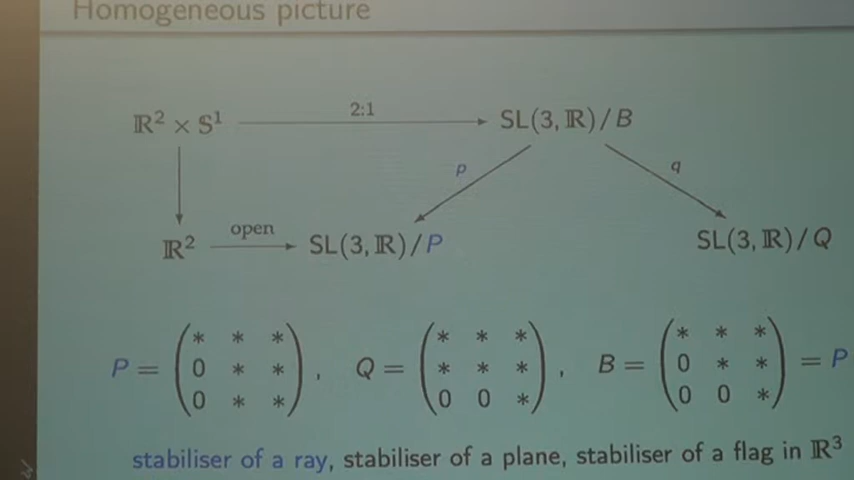 Homogeneous picture
ℝ² × S¹ 2:1 SL(3, ℝ)/B
p q
ℝ² open SL(3, ℝ)/P SL(3, ℝ)/Q
P = ( * * * ; 0 * * ; 0 * * ), Q = ( * * * ; * * * ; 0 0 * ), B = ( * * * ; 0 * * ; 0 0 * ) = P
stabiliser of a ray, stabiliser of a plane, stabiliser of a flag in ℝ³